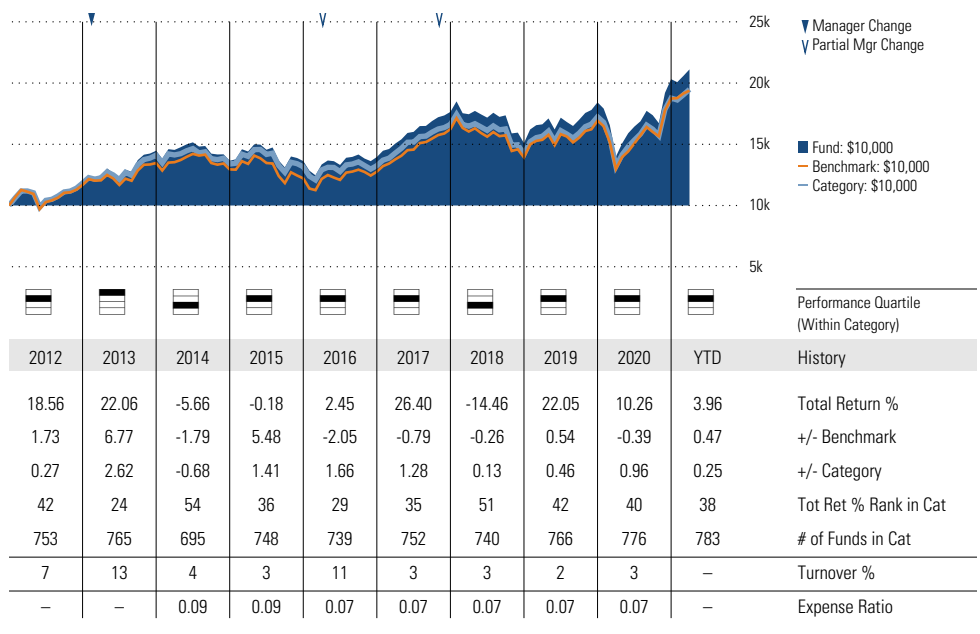 25k
▼ Manager Change
∨ Partial Mgr Change
20k
Fund: $10,000
15k
Benchmark: $10,000
Category: $10,000
10k
5k
Performance Quartile
(Within Category)
2012 2013 2014 2015 2016 2017 2018 2019 2020 YTD History
18.56 22.06 -5.66 -0.18 2.45 26.40 -14.46 22.05 10.26 3.96 Total Return %
1.73 6.77 -1.79 5.48 -2.05 -0.79 -0.26 0.54 -0.39 0.47 +/- Benchmark
0.27 2.62 -0.68 1.41 1.66 1.28 0.13 0.46 0.96 0.25 +/- Category
42 24 54 36 29 35 51 42 40 38 Tot Ret % Rank in Cat
753 765 695 748 739 752 740 766 776 783 # of Funds in Cat
7 13 4 3 11 3 3 2 3 – Turnover %
– – 0.09 0.09 0.07 0.07 0.07 0.07 0.07 – Expense Ratio